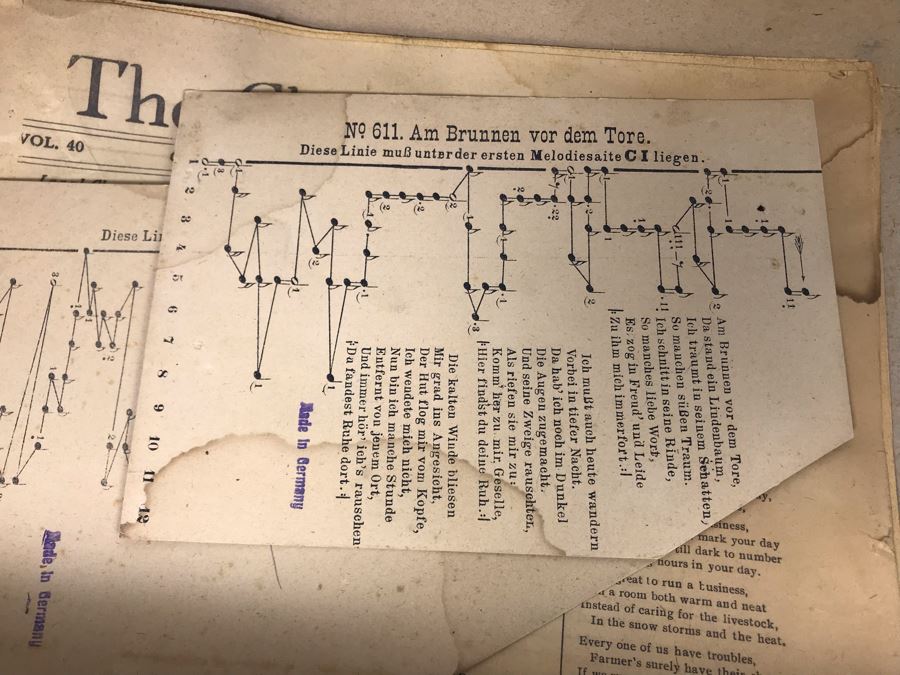 The
VOL. 40
Diese
Made in Germany
№ 611. Am Brunnen vor dem Tore.
Diese Linie muß unter der ersten Melodiesaite C I liegen.
1
2
3
4
5
6
7
8
9
10
11
12
Am Brunnen vor dem Tore,
Da stand ein Lindenbaum,
Ich träumt in seinem Schatten,
So manchen süßen Traum.
Ich schnitt in seine Rinde,
So manches liebe Wort,
Es zog in Freud' und Leide
|:Zu ihm mich immerfort.:|
Ich mußt auch heute wandern
Vorbei in tiefer Nacht.
Da hab' ich noch im Dunkel
Die Augen zugemacht.
Und seine Zweige rauschten,
Als riefen sie mir zu:
Komm' her zu mir, Geselle,
|:Hier findst du deine Ruh.:|
Die kalten Winde bliesen
Mir grad ins Angesicht,
Der Hut flog mir vom Kopfe,
Ich wendete mich nicht,
Nun bin ich manche Stunde
Entfernt von jenem Ort,
Und immer hör' ich's rauschen
|:Da fandest Ruhe dort.:|
Made in Germany
mark your day
till dark to number
hours in your day.
great to run a business,
a room both warm and neat
Instead of caring for the livestock,
In the snow storms and the heat.
Every one of us have troubles,
Farmer's surely have their